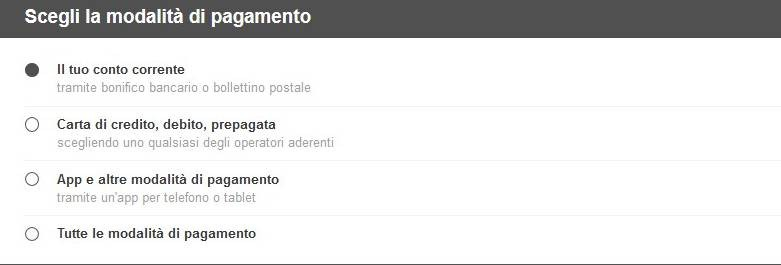 Scegli la modalità di pagamento
Il tuo conto corrente
tramite bonifico bancario o bollettino postale
Carta di credito, debito, prepagata
scegliendo uno qualsiasi degli operatori aderenti
App e altre modalità di pagamento
tramite un'app per telefono o tablet
Tutte le modalità di pagamento